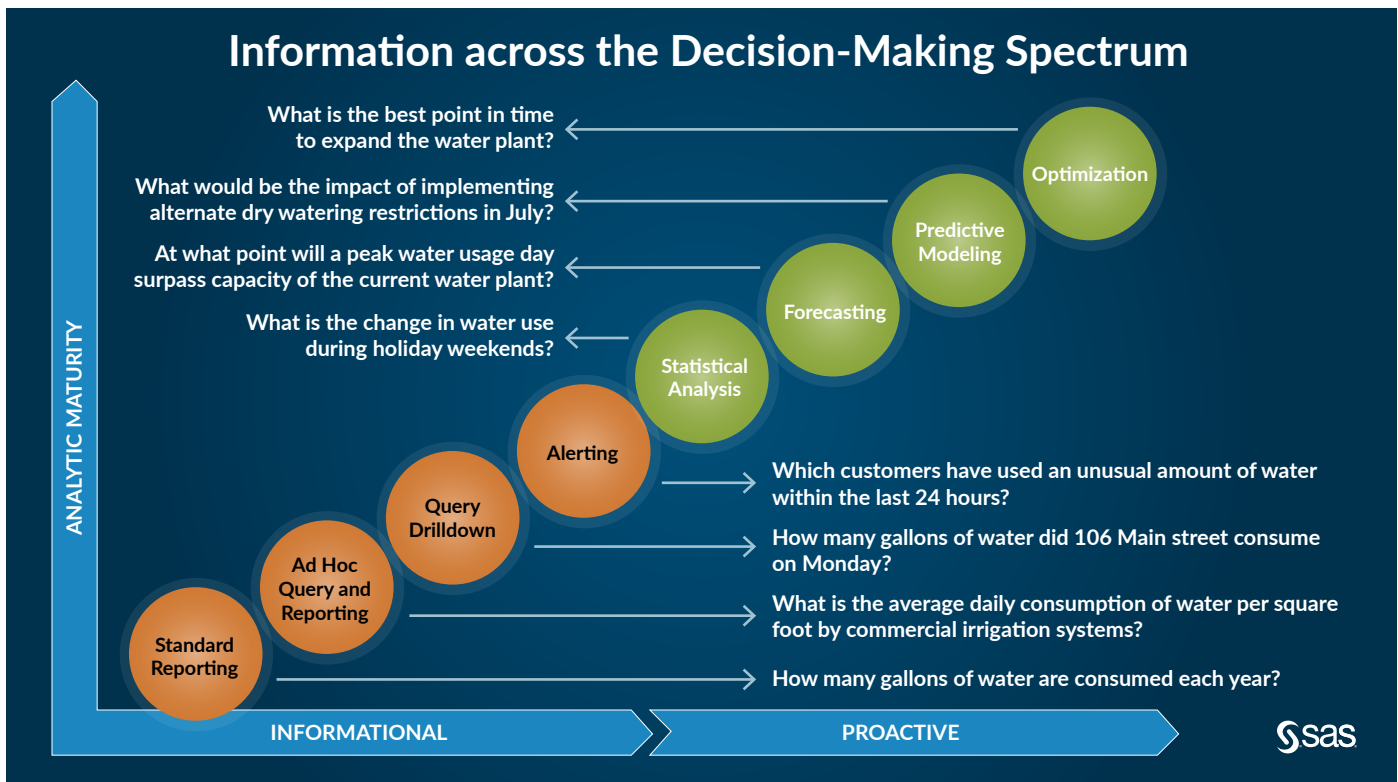 Information across the Decision-Making Spectrum
What is the best point in time
to expand the water plant?
Optimization
What would be the impact of implementing
alternate dry watering restrictions in July?
Predictive
Modeling
At what point will a peak water usage day
surpass capacity of the current water plant?
Forecasting
What is the change in water use
during holiday weekends?
Statistical
Analysis
ANALYTIC MATURITY
Alerting
Which customers have used an unusual amount of water
within the last 24 hours?
Query
Drilldown
How many gallons of water did 106 Main street consume
on Monday?
Ad Hoc
Query and
Reporting
What is the average daily consumption of water per square
foot by commercial irrigation systems?
Standard
Reporting
How many gallons of water are consumed each year?
INFORMATIONAL
PROACTIVE
sas